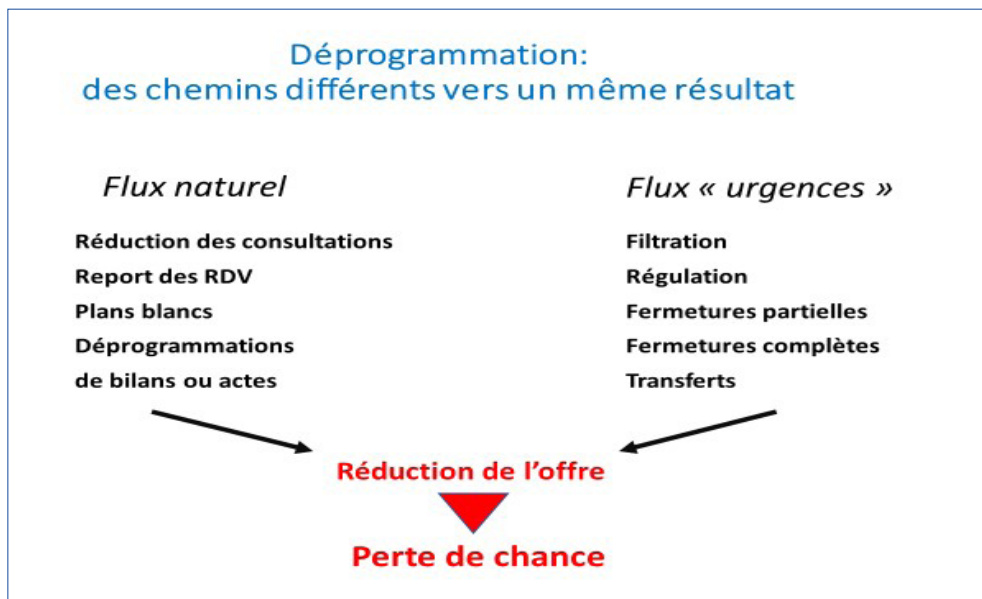 Déprogrammation:
des chemins différents vers un même résultat
Flux naturel
Réduction des consultations
Report des RDV
Plans blancs
Déprogrammations
de bilans ou actes
Flux « urgences »
Filtration
Régulation
Fermetures partielles
Fermetures complètes
Transferts
Réduction de l’offre
Perte de chance